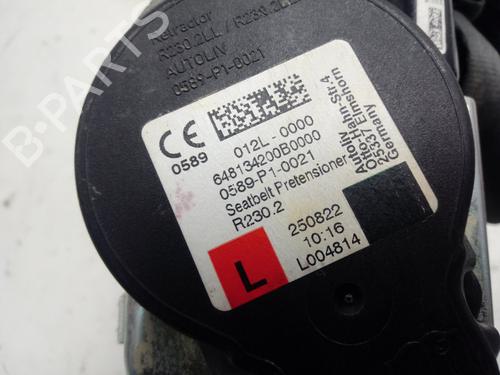 Retractor
R230.2LL / R230.2LL
AUTOLIV
0589-P1-0021
CE
0589
012L-0000
648134200B0000
0589-P1-0021
Seatbelt Pretensioner
R230.2
Autoliv
Otto-Hahn-Str.4
25337 Elmshorn
Germany
L
250822
10:16
L004814
B-PARTS